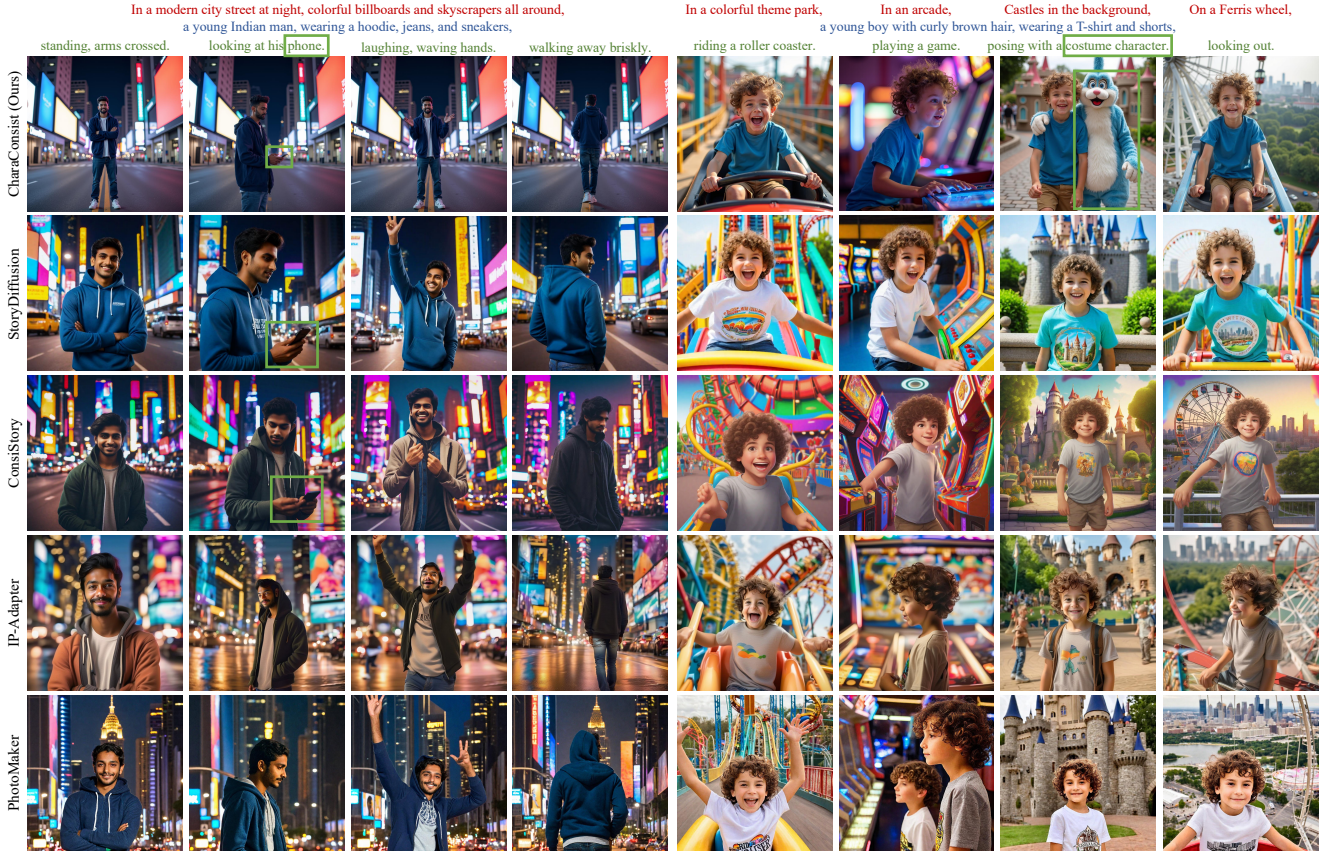 In a modern city street at night, colorful billboards and skyscrapers all around,
a young Indian man, wearing a hoodie, jeans, and sneakers,
standing, arms crossed.
looking at his phone.
laughing, waving hands.
walking away briskly.
In a colorful theme park,
In an arcade,
Castles in the background,
On a Ferris wheel,
a young boy with curly brown hair, wearing a T-shirt and shorts,
riding a roller coaster.
playing a game.
posing with a costume character.
looking out.
CharaConsist (Ours)
StoryDiffusion
ConsiStory
IP-Adapter
PhotoMaker